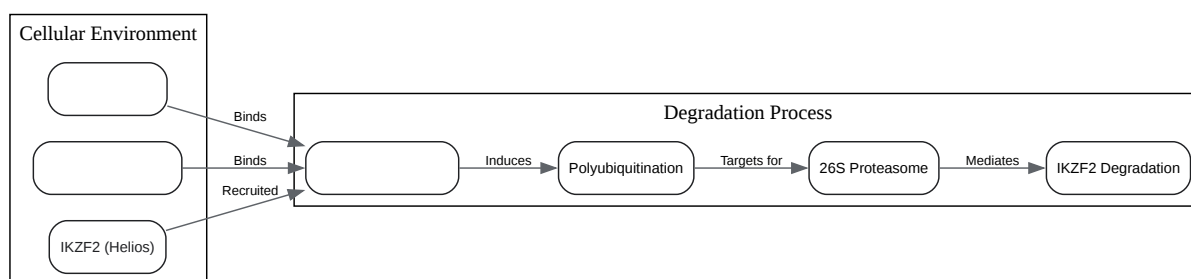 Cellular Environment
Binds
Degradation Process
Binds
Induces
Polyubiquitination
Targets for
26S Proteasome
Mediates
IKZF2 Degradation
Recruited
IKZF2 (Helios)